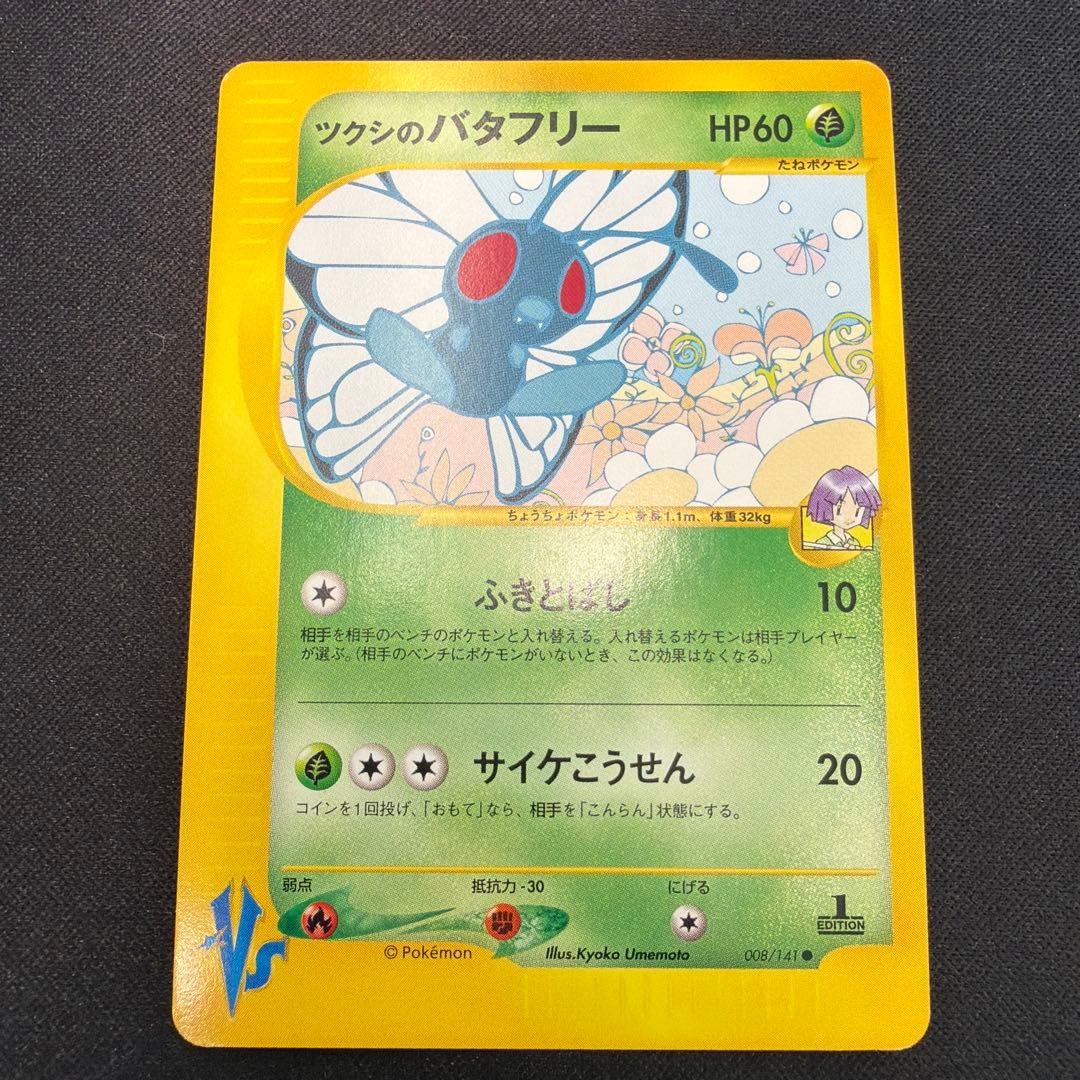 ツクシのバタフリー HP60
たねポケモン
ちょうちょポケモン：身長1.1m、体重32kg
ふきとばし 10
相手を相手のベンチのポケモンと入れ替える。入れ替えるポケモンは相手プレイヤー
が選ぶ。（相手のベンチにポケモンがいないとき、この効果はなくなる。）
サイケこうせん 20
コインを1回投げ、「おもて」なら、相手を「こんらん」状態にする。
弱点 抵抗力 -30 にげる
1
EDITION
VS
©Pokémon Illus.Kyoko Umemoto 008/141